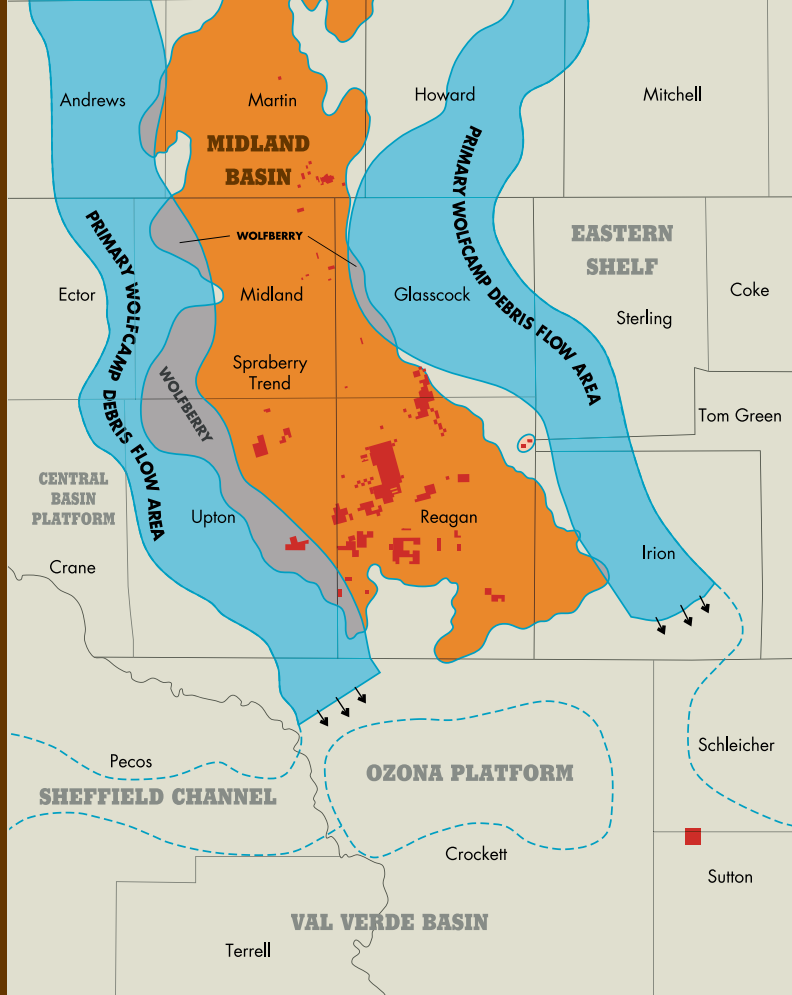 Andrews
Martin
Howard
Mitchell
MIDLAND
BASIN
PRIMARY WOLFCAMP DEBRIS FLOW AREA
PRIMARY WOLFCAMP DEBRIS FLOW AREA
WOLFBERRY
EASTERN
SHELF
Ector
Midland
Glasscock
Sterling
Coke
Spraberry
Trend
WOLFBERRY
Tom Green
CENTRAL
BASIN
PLATFORM
Upton
Reagan
Irion
Crane
Pecos
Schleicher
OZONA PLATFORM
SHEFFIELD CHANNEL
Crockett
Sutton
VAL VERDE BASIN
Terrell